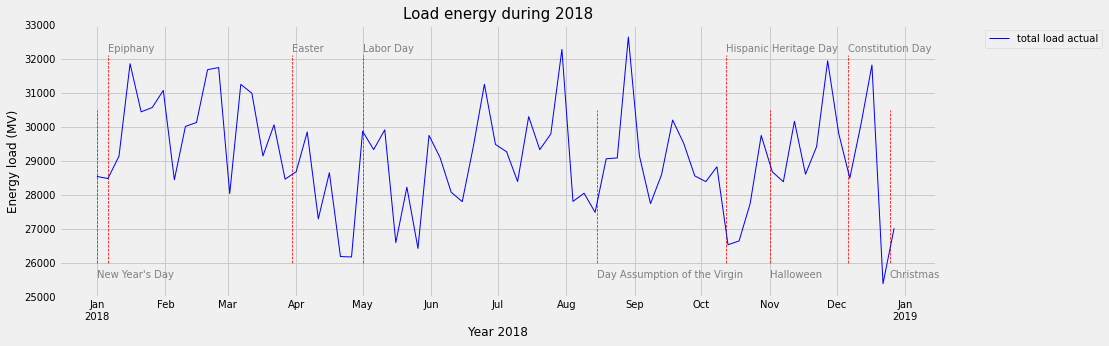 Load energy during 2018
total load actual
33000
32000
31000
30000
29000
28000
27000
26000
25000
Energy load (MV)
Epiphany
Easter
Labor Day
Hispanic Heritage Day
Constitution Day
New Year's Day
Day Assumption of the Virgin
Halloween
Christmas
Jan Feb Mar Apr May Jun Jul Aug Sep Oct Nov Dec Jan
2018 2019
Year 2018